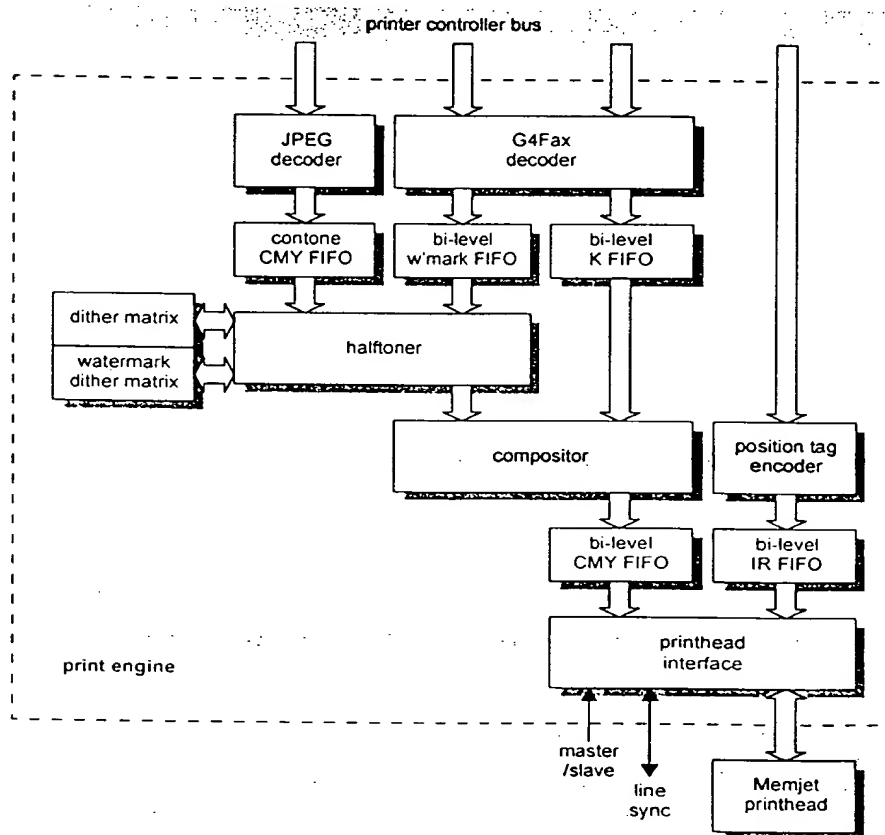 printer controller bus
JPEG
decoder
G4Fax
decoder
contone
CMY FIFO
bi-level
w'mark FIFO
bi-level
K FIFO
dither matrix
watermark
dither matrix
halftoner
compositor
position tag
encoder
bi-level
CMY FIFO
bi-level
IR FIFO
printhead
interface
print engine
master
/slave
line
sync
Memjet
printhead